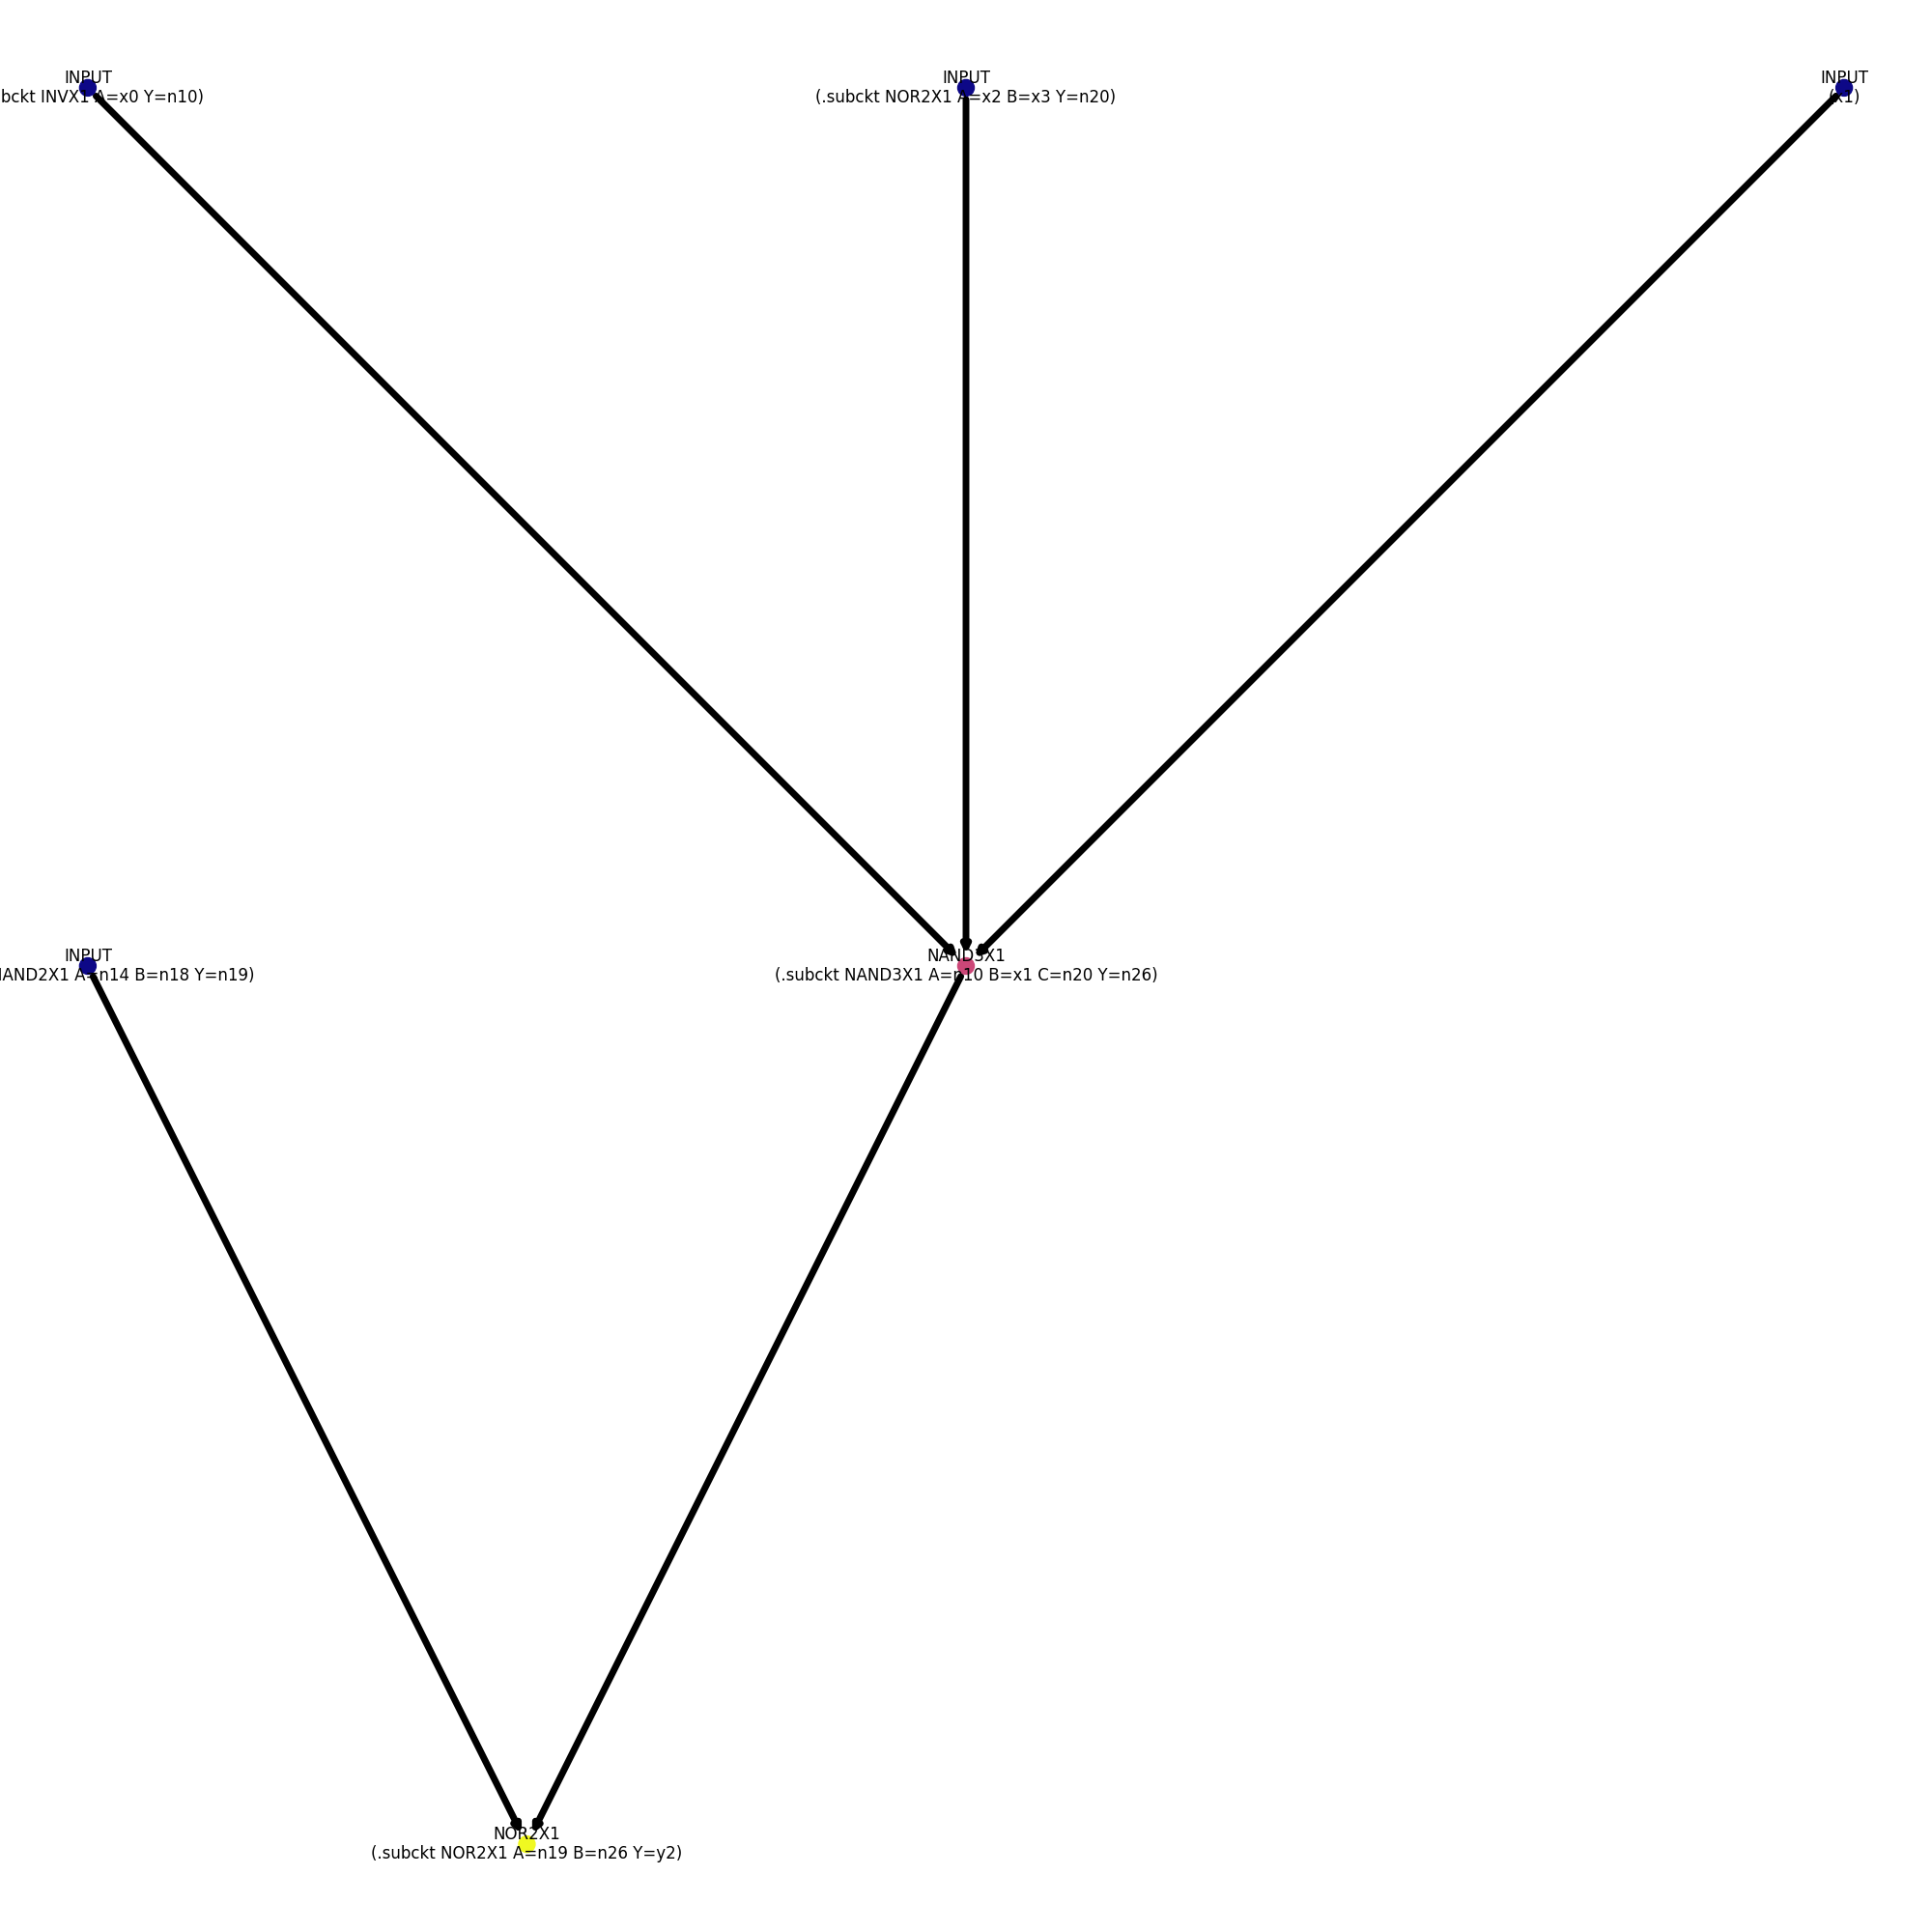 INPUT
bckt INVX1 A=x0 Y=n10)
INPUT
(.subckt NOR2X1 A=x2 B=x3 Y=n20)
INPUT
(x1)
INPUT
NAND2X1 A=n14 B=n18 Y=n19)
NAND3X1
(.subckt NAND3X1 A=n10 B=x1 C=n20 Y=n26)
NOR2X1
(.subckt NOR2X1 A=n19 B=n26 Y=y2)